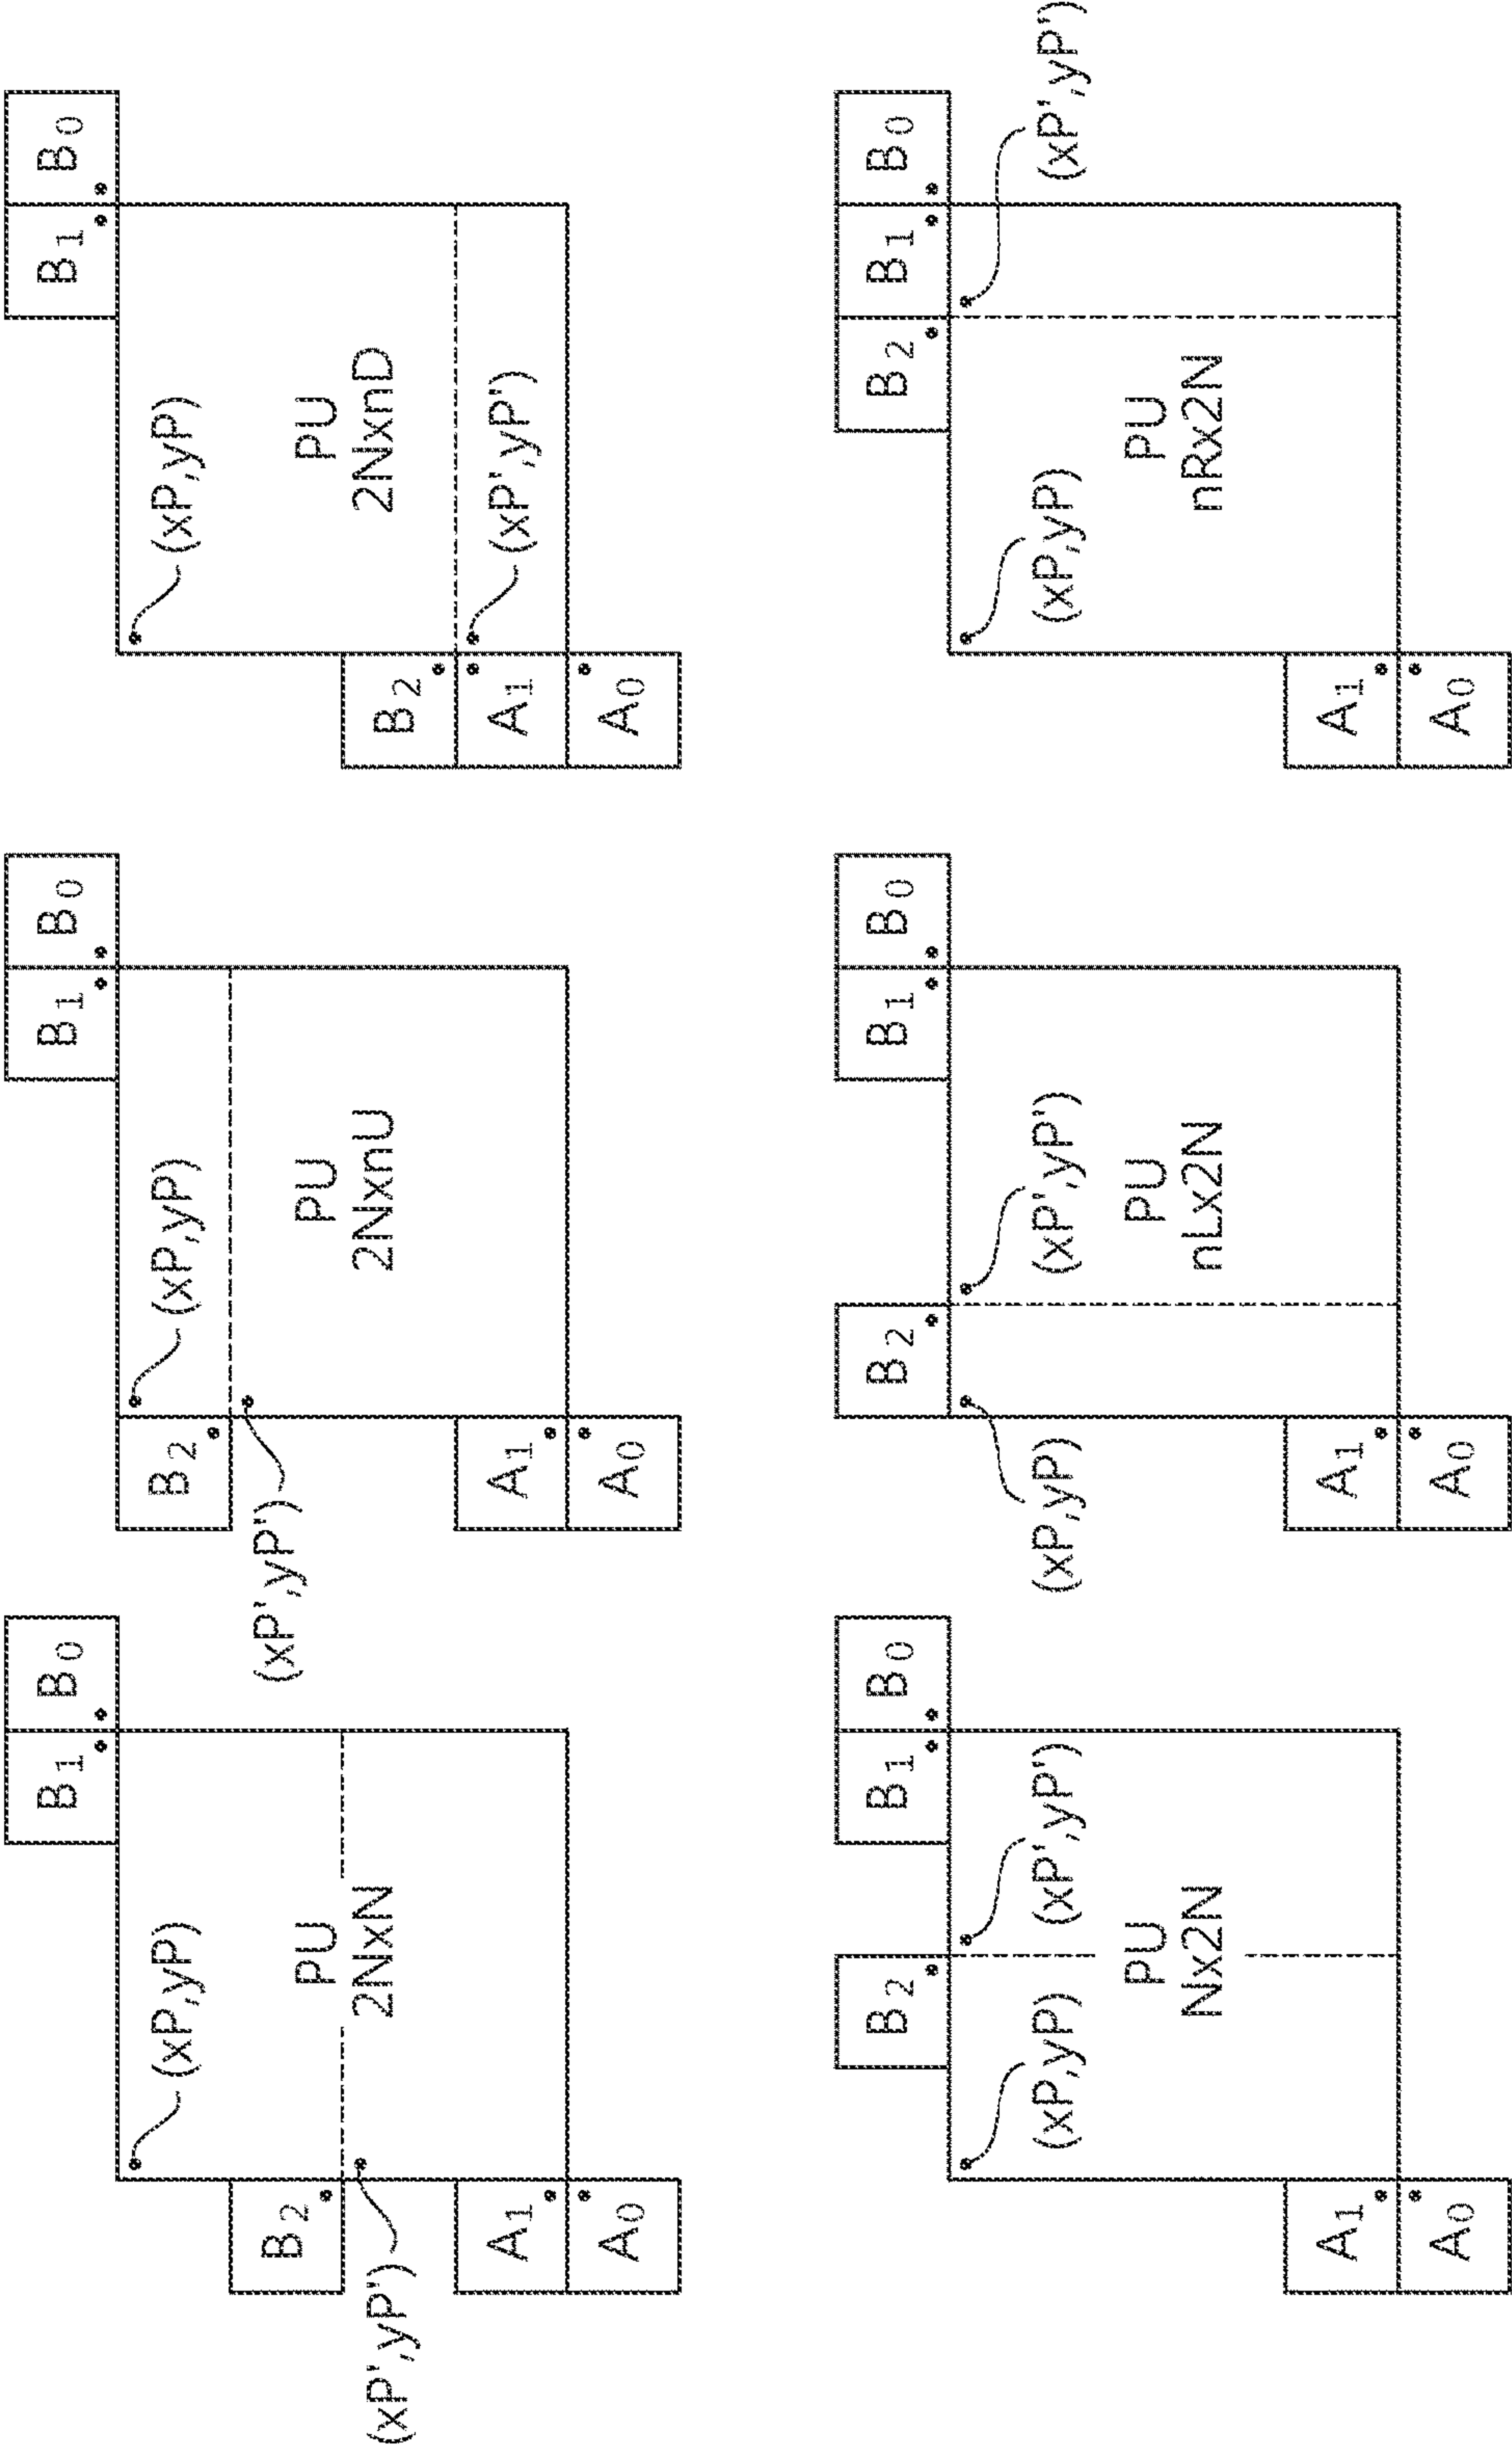 B1 B0
(xP,yP)
B2
PU
2NxN
(xP',yP')
A1
A0
B1 B0
B2 (xP,yP)
(xP',yP')
PU
2NxnU
A1
A0
B1 B0
(xP,yP)
PU
2NxnD
B2
A1 (xP',yP')
A0
B2 B1 B0
(xP,yP) (xP',yP')
PU
Nx2N
A1
A0
B2 B1 B0
(xP,yP) (xP',yP')
PU
nLx2N
A1
A0
B2 B1 B0
(xP,yP) (xP',yP')
PU
nRx2N
A1
A0